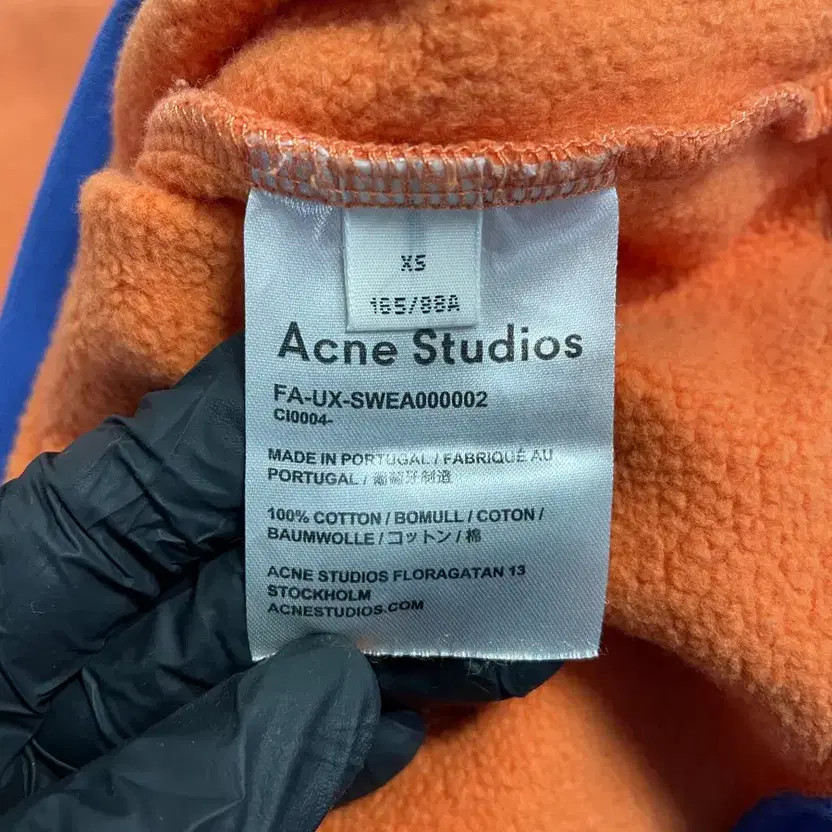 XS
165/88A
Acne Studios
FA-UX-SWEA000002
CI0004-
MADE IN PORTUGAL / FABRIQUÉ AU
PORTUGAL / 葡萄牙制造
100% COTTON / BOMULL / COTON /
BAUMWOLLE / コットン / 棉
ACNE STUDIOS FLORAGATAN 13
STOCKHOLM
ACNESTUDIOS.COM